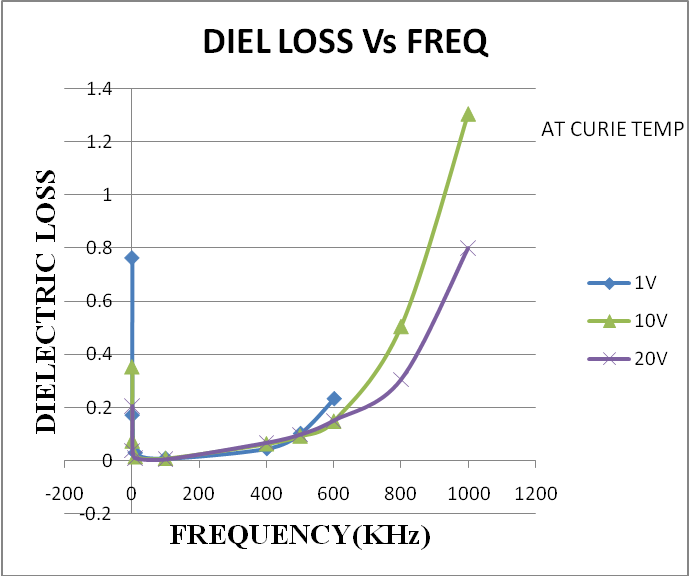 DIEL LOSS Vs FREQ
1.4
AT CURIE TEMP
1.2
1
0.8
0.6
0.4
0.2
0
-0.2
-200 0 200 400 600 800 1000 1200
DIELECTRIC LOSS
FREQUENCY(KHz)
1V
10V
20V